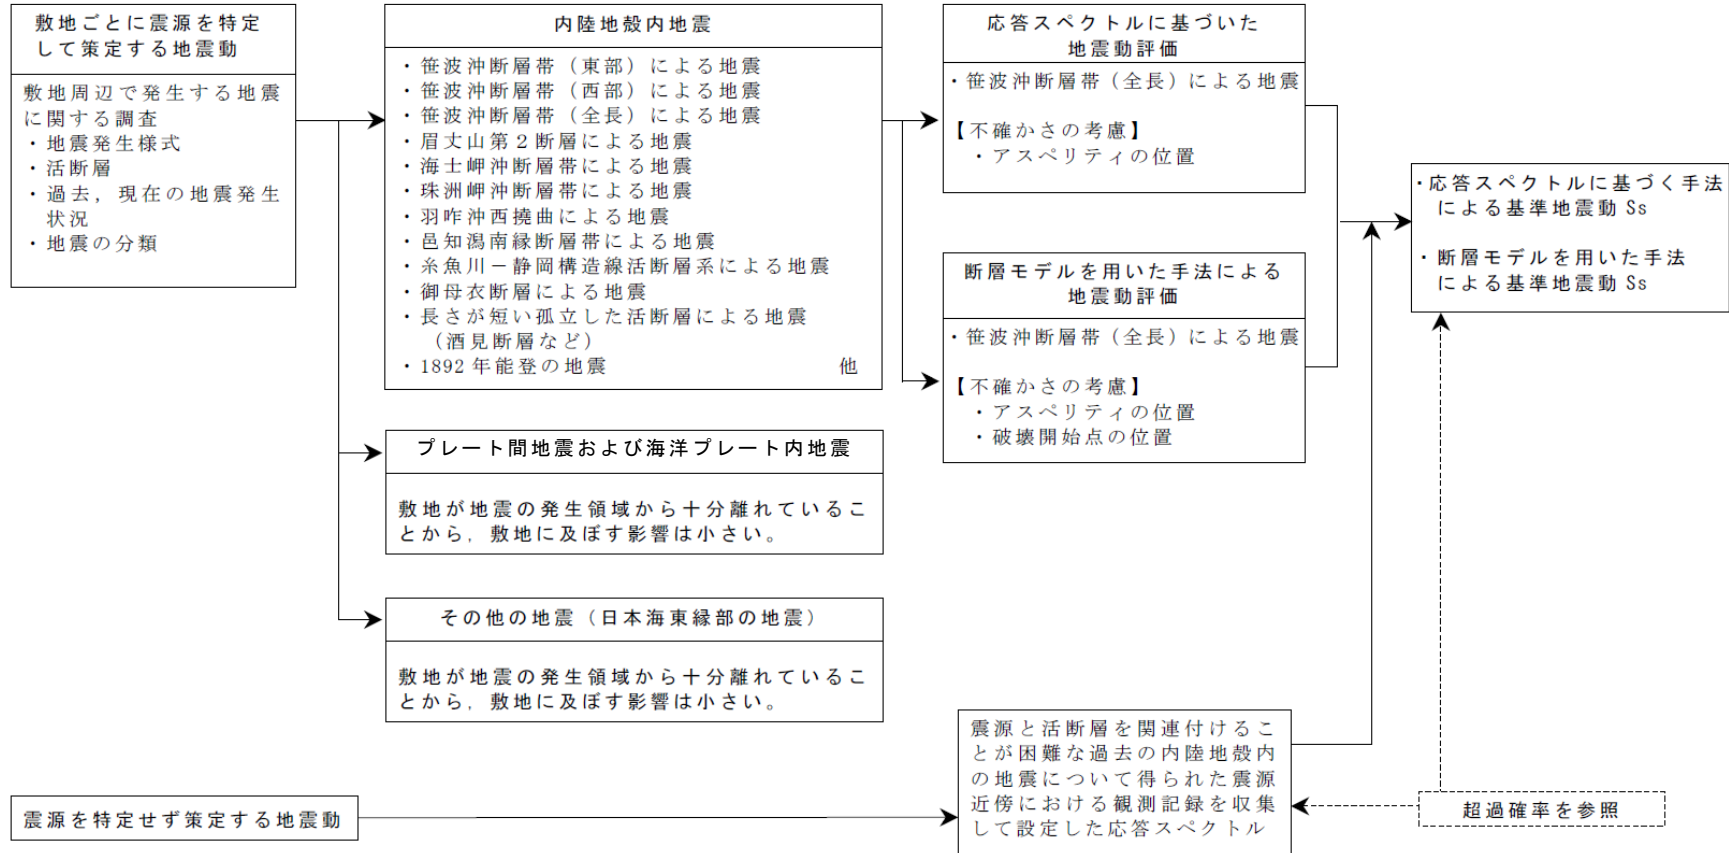 敷地ごとに震源を特定
して策定する地震動
敷地周辺で発生する地震
に関する調査
・地震発生様式
・活断層
・過去，現在の地震発生
状況
・地震の分類
内陸地殻内地震
・笹波沖断層帯（東部）による地震
・笹波沖断層帯（西部）による地震
・笹波沖断層帯（全長）による地震
・眉丈山第２断層による地震
・海士岬沖断層帯による地震
・珠洲岬沖断層帯による地震
・羽咋沖西撓曲による地震
・邑知潟南縁断層帯による地震
・糸魚川－静岡構造線活断層系による地震
・御母衣断層による地震
・長さが短い孤立した活断層による地震
（酒見断層など）
・1892年能登の地震 他
プレート間地震および海洋プレート内地震
敷地が地震の発生領域から十分離れているこ
とから，敷地に及ぼす影響は小さい。
その他の地震（日本海東縁部の地震）
敷地が地震の発生領域から十分離れているこ
とから，敷地に及ぼす影響は小さい。
応答スペクトルに基づいた
地震動評価
・笹波沖断層帯（全長）による地震
【不確かさの考慮】
・アスペリティの位置
断層モデルを用いた手法による
地震動評価
・笹波沖断層帯（全長）による地震
【不確かさの考慮】
・アスペリティの位置
・破壊開始点の位置
・応答スペクトルに基づく手法
による基準地震動 Ss
・断層モデルを用いた手法
による基準地震動 Ss
震源を特定せず策定する地震動
震源と活断層を関連付けるこ
とが困難な過去の内陸地殻内
の地震について得られた震源
近傍における観測記録を収集
して設定した応答スペクトル
超過確率を参照